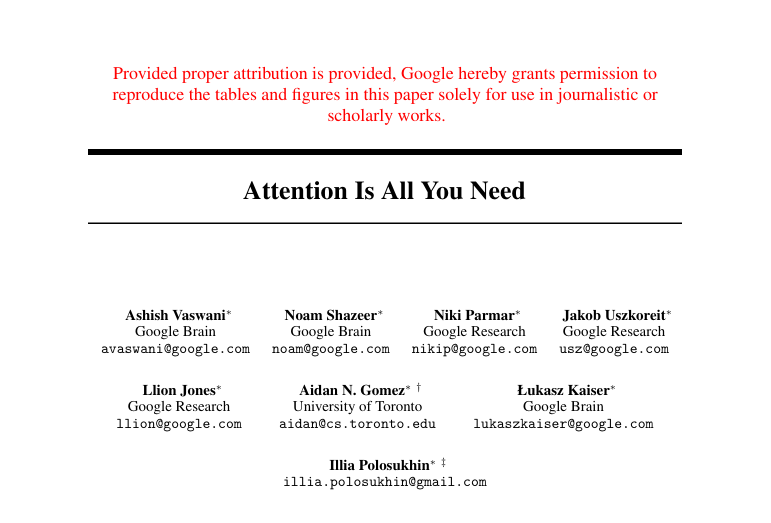 Provided proper attribution is provided, Google hereby grants permission to
reproduce the tables and figures in this paper solely for use in journalistic or
scholarly works.
Attention Is All You Need
Ashish Vaswani* Noam Shazeer* Niki Parmar* Jakob Uszkoreit*
Google Brain Google Brain Google Research Google Research
avaswani@google.com noam@google.com nikip@google.com usz@google.com
Llion Jones* Aidan N. Gomez* † Łukasz Kaiser*
Google Research University of Toronto Google Brain
llion@google.com aidan@cs.toronto.edu lukaszkaiser@google.com
Illia Polosukhin* ‡
illia.polosukhin@gmail.com